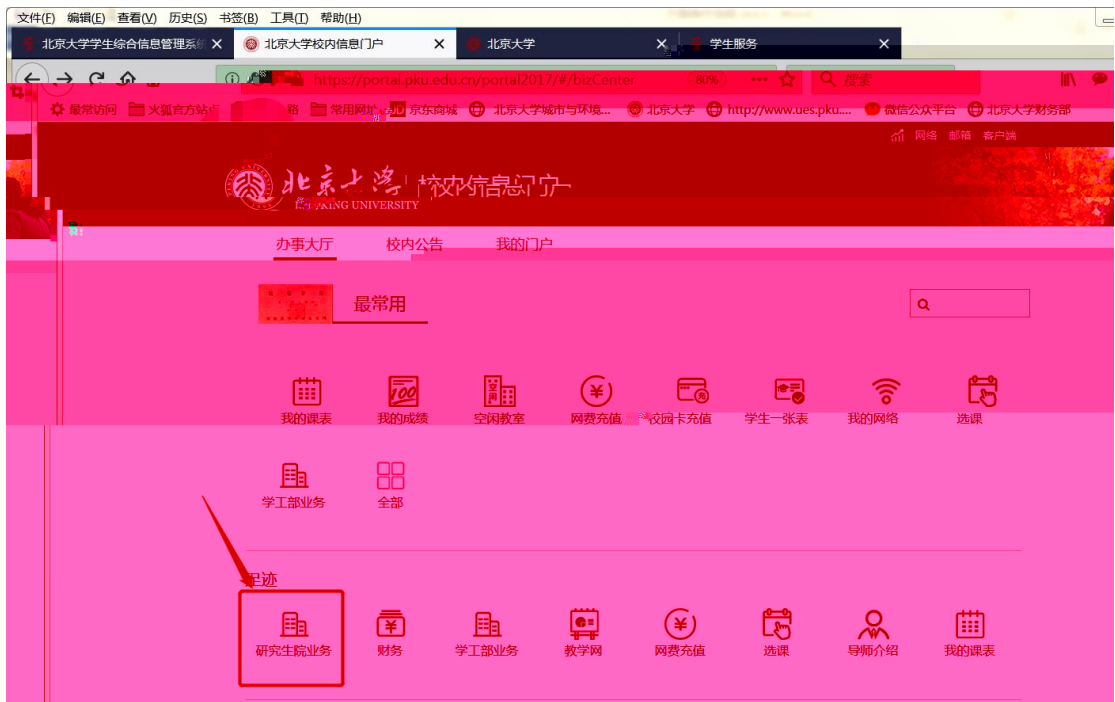 文件(F) 编辑(E) 查看(V) 历史(S) 书签(B) 工具(T) 帮助(H)
北京大学学生综合信息管理系统 北京大学校内信息门户 北京大学 学生服务
https://portal.pku.edu.cn/portal2017/#/bizCenter 80% 搜索
最常访问 火狐官方站点 常用网址 JD 京东商城 北京大学城市与环境... 北京大学 http://www.ues.pku.... 微信公众平台 北京大学财务部
网络 邮箱 客户端
北京大学 校内信息门户
PEKING UNIVERSITY
办事大厅 校内公告 我的门户
最常用
我的课表 我的成绩 空闲教室 网费充值 校园卡充值 学生一张表 我的网络 选课
学工部业务 全部
足迹
研究生院业务 财务 学工部业务 教学网 网费充值 选课 导师介绍 我的课表